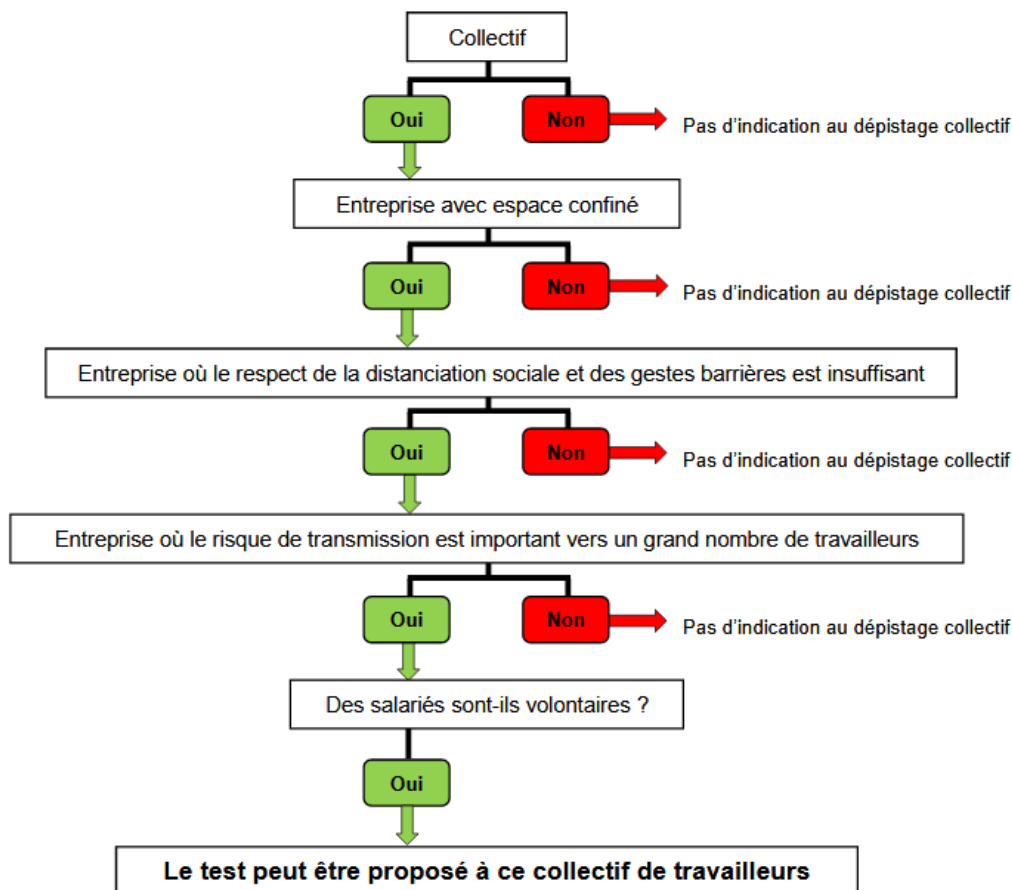 Collectif
Oui
Non
Pas d'indication au dépistage collectif
Entreprise avec espace confiné
Oui
Non
Pas d'indication au dépistage collectif
Entreprise où le respect de la distanciation sociale et des gestes barrières est insuffisant
Oui
Non
Pas d'indication au dépistage collectif
Entreprise où le risque de transmission est important vers un grand nombre de travailleurs
Oui
Non
Pas d'indication au dépistage collectif
Des salariés sont-ils volontaires ?
Oui
Le test peut être proposé à ce collectif de travailleurs